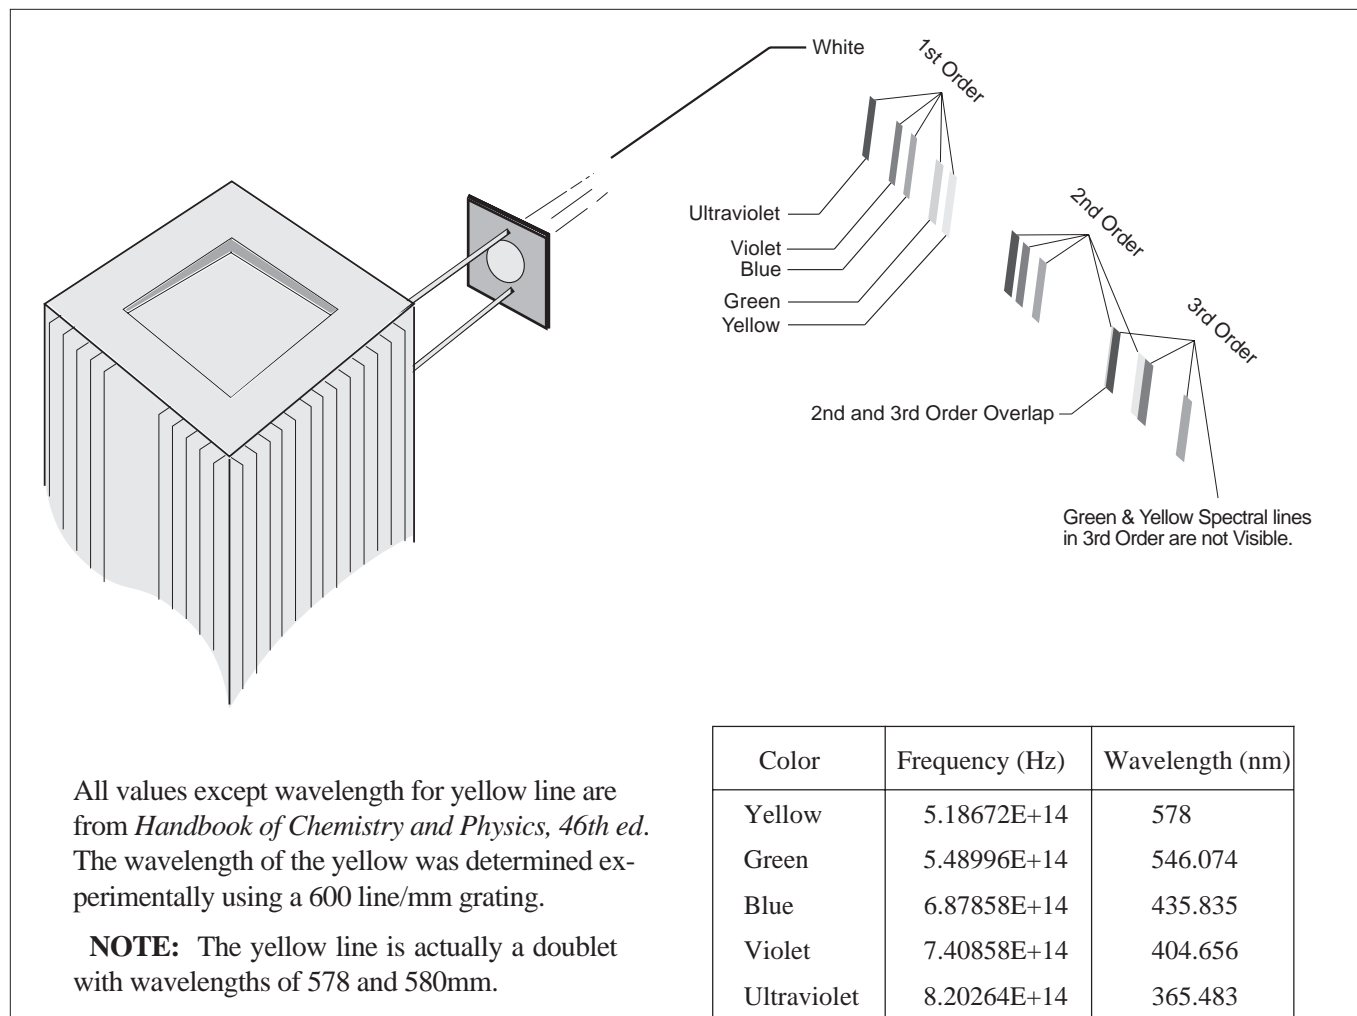 White
1st Order
Ultraviolet
Violet
Blue
Green
Yellow
2nd Order
3rd Order
2nd and 3rd Order Overlap
Green & Yellow Spectral lines
in 3rd Order are not Visible.
All values except wavelength for yellow line are
from Handbook of Chemistry and Physics, 46th ed.
The wavelength of the yellow was determined ex-
perimentally using a 600 line/mm grating.
NOTE: The yellow line is actually a doublet
with wavelengths of 578 and 580mm.
Color Frequency (Hz) Wavelength (nm)
Yellow 5.18672E+14 578
Green 5.48996E+14 546.074
Blue 6.87858E+14 435.835
Violet 7.40858E+14 404.656
Ultraviolet 8.20264E+14 365.483